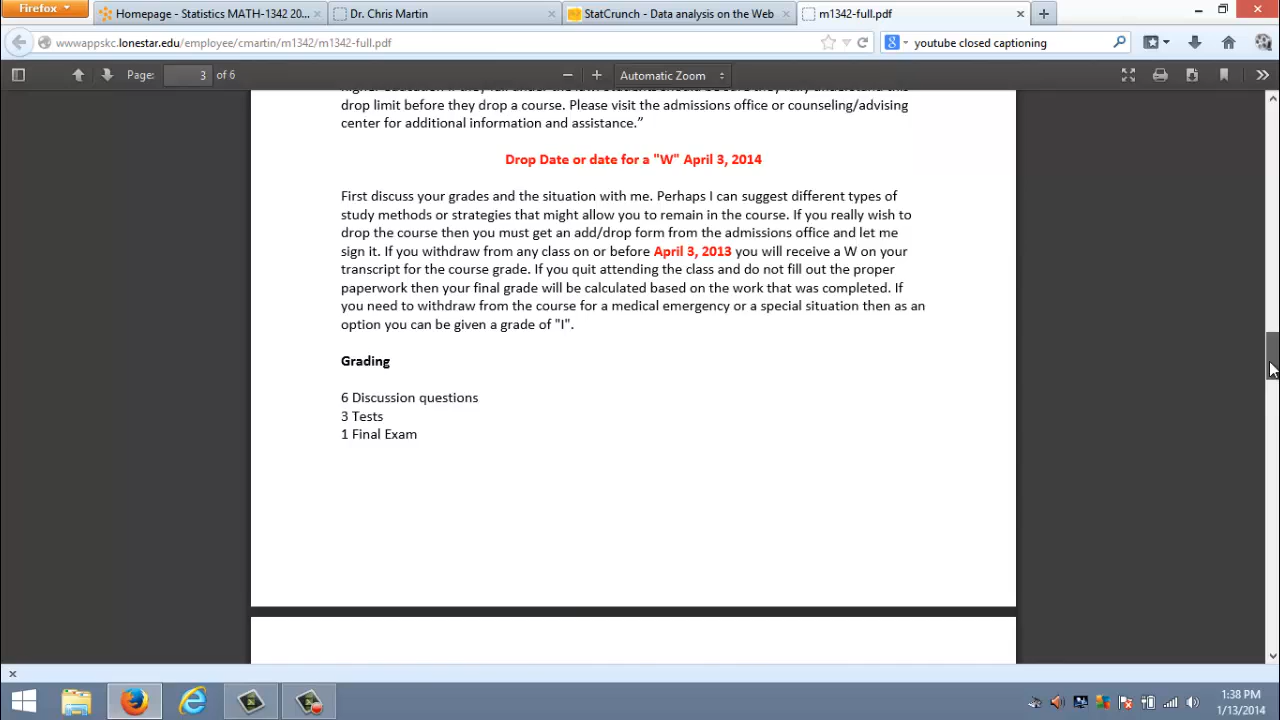 Firefox
Homepage - Statistics MATH-1342 20...
Dr. Chris Martin
StatCrunch - Data analysis on the Web
m1342-full.pdf
wwwappskc.lonestar.edu/employee/cmartin/m1342/m1342-full.pdf
youtube closed captioning
Page: 3 of 6
Automatic Zoom
drop limit before they drop a course. Please visit the admissions office or counseling/advising
center for additional information and assistance.”
Drop Date or date for a "W" April 3, 2014
First discuss your grades and the situation with me. Perhaps I can suggest different types of
study methods or strategies that might allow you to remain in the course. If you really wish to
drop the course then you must get an add/drop form from the admissions office and let me
sign it. If you withdraw from any class on or before April 3, 2013 you will receive a W on your
transcript for the course grade. If you quit attending the class and do not fill out the proper
paperwork then your final grade will be calculated based on the work that was completed. If
you need to withdraw from the course for a medical emergency or a special situation then as an
option you can be given a grade of "I".
Grading
6 Discussion questions
3 Tests
1 Final Exam
1:38 PM
1/13/2014